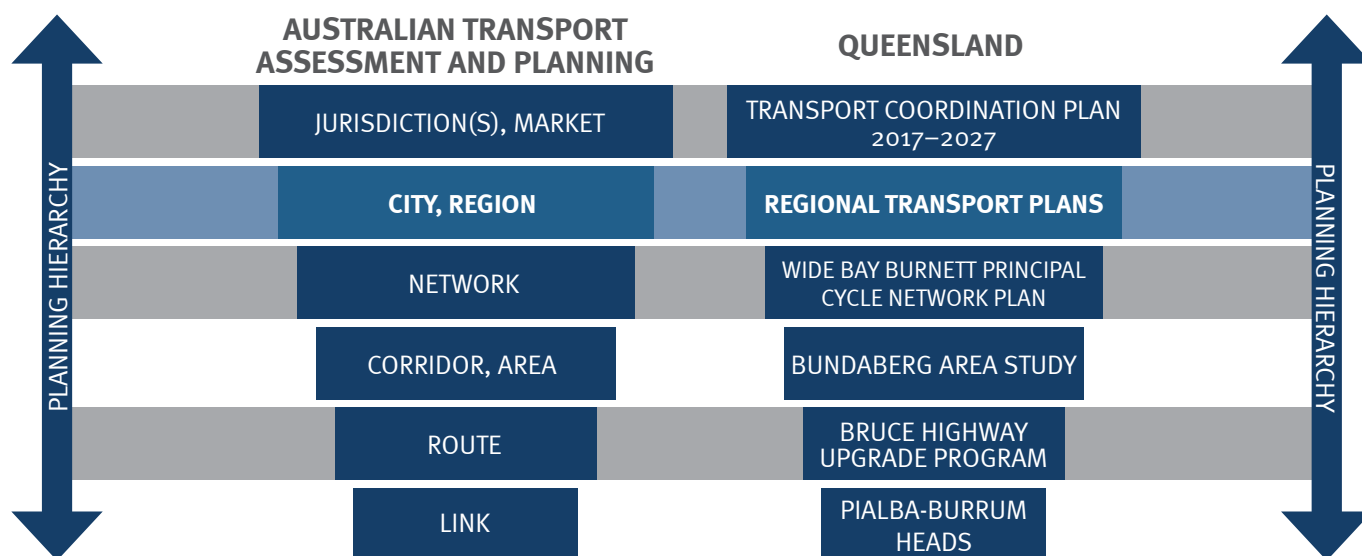 AUSTRALIAN TRANSPORT
ASSESSMENT AND PLANNING
QUEENSLAND
PLANNING HIERARCHY
JURISDICTION(S), MARKET
TRANSPORT COORDINATION PLAN
2017–2027
CITY, REGION
REGIONAL TRANSPORT PLANS
NETWORK
WIDE BAY BURNETT PRINCIPAL
CYCLE NETWORK PLAN
CORRIDOR, AREA
BUNDABERG AREA STUDY
ROUTE
BRUCE HIGHWAY
UPGRADE PROGRAM
LINK
PIALBA-BURRUM
HEADS
PLANNING HIERARCHY